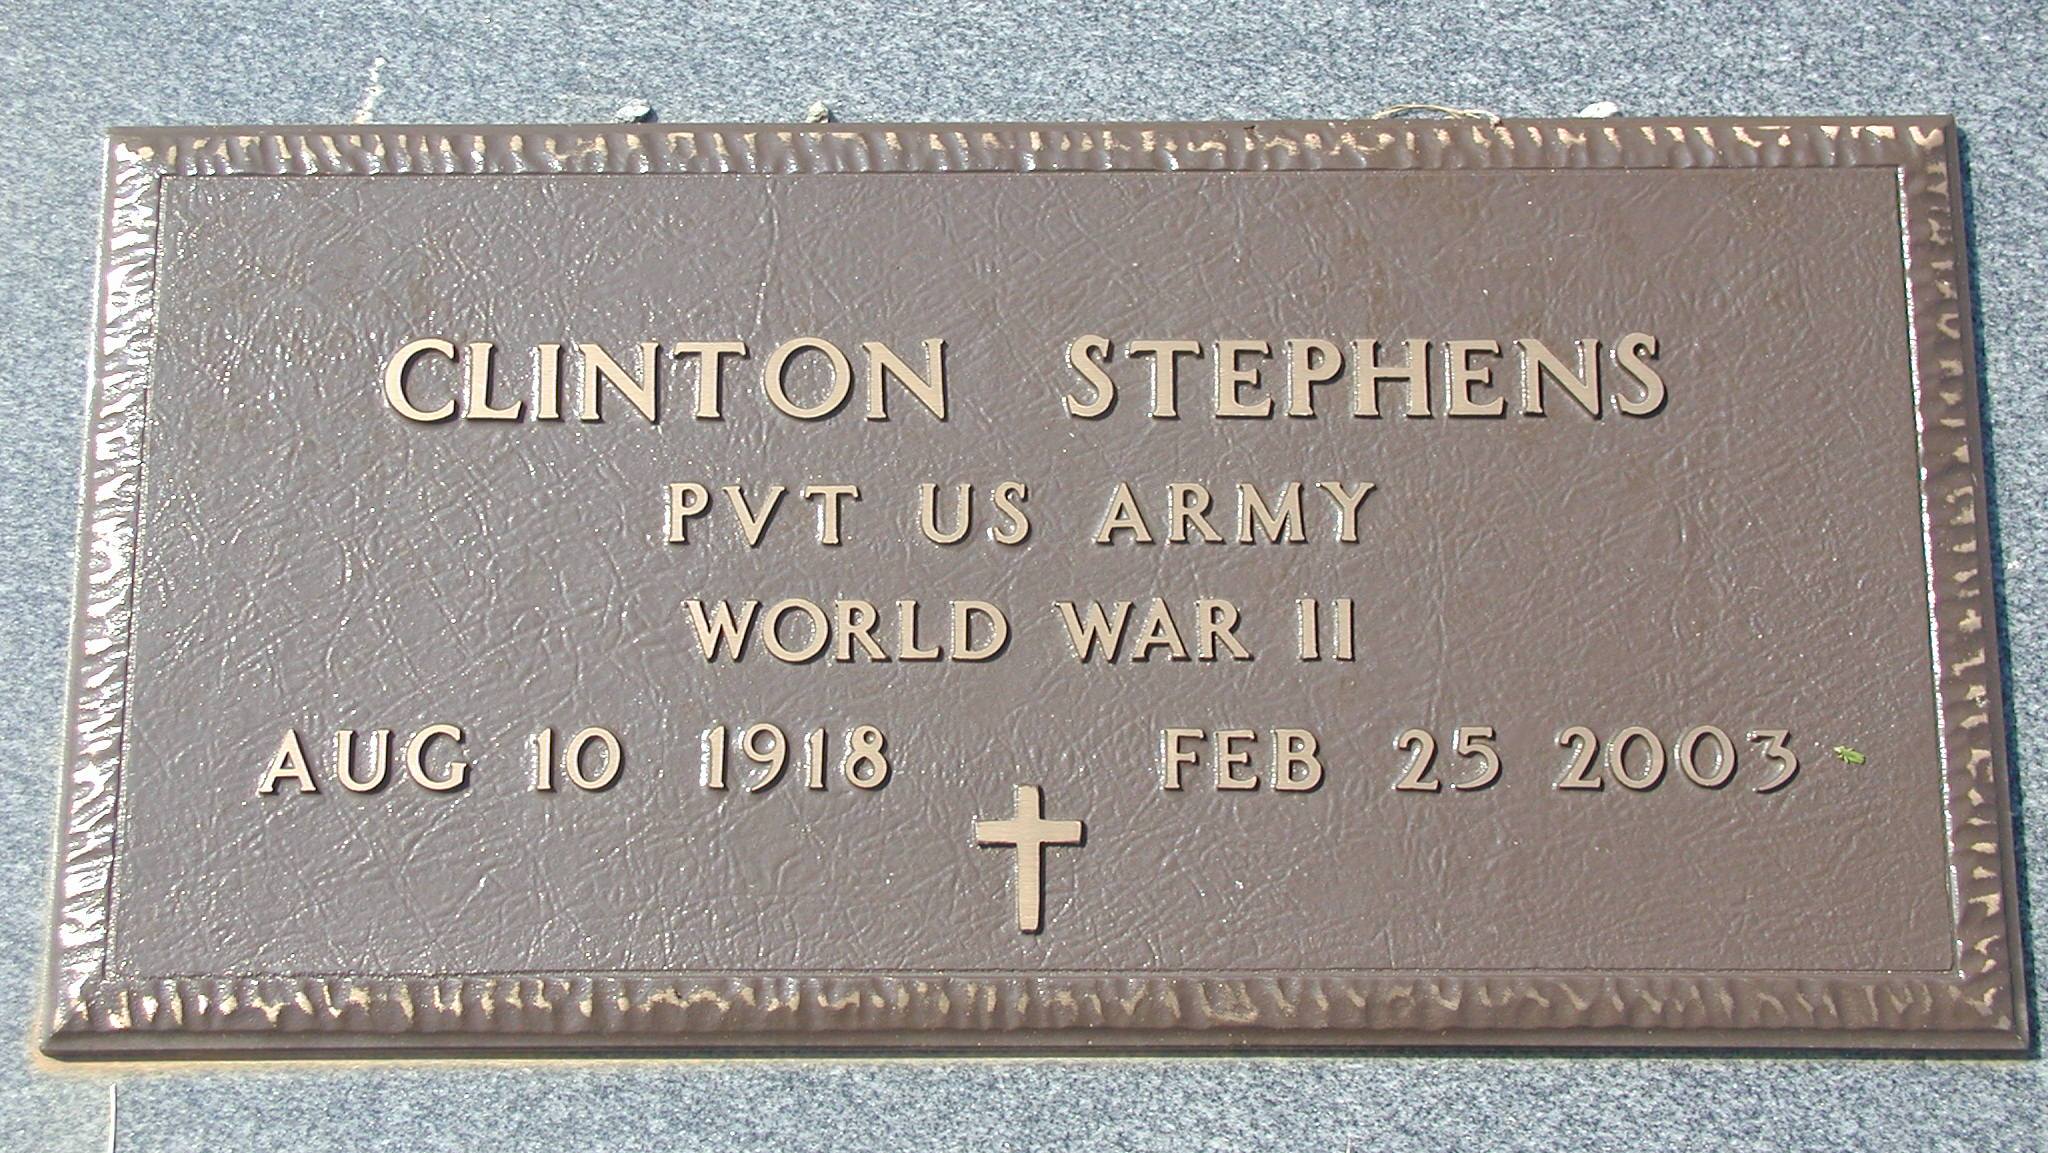 CLINTON STEPHENS
PVT US ARMY
WORLD WAR II
AUG 10 1918 FEB 25 2003